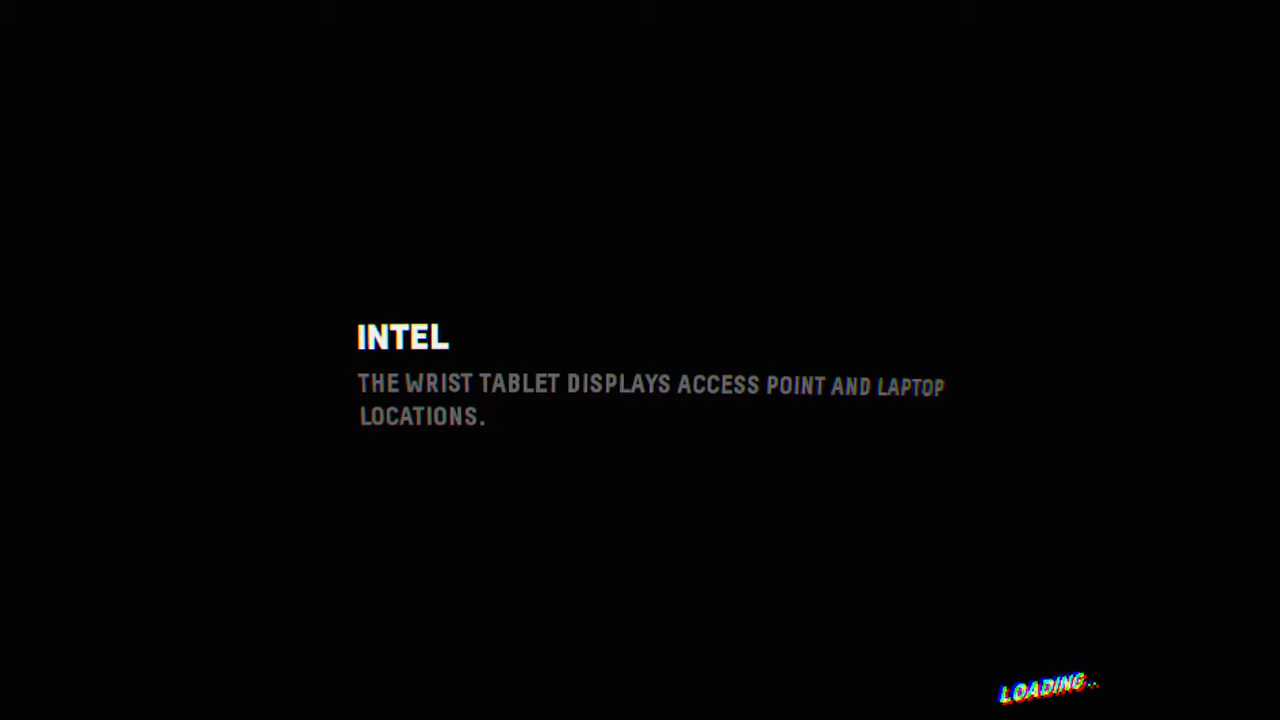 INTEL
THE WRIST TABLET DISPLAYS ACCESS POINT AND LAPTOP
LOCATIONS.
LOADING..